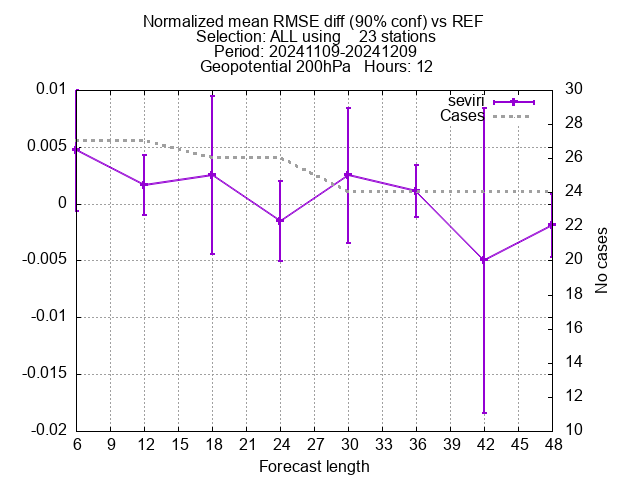 Normalized mean RMSE diff (90% conf) vs REF
Selection: ALL using    23 stations
Period: 20241109-20241209
Geopotential 200hPa   Hours: 12
seviri
Cases
0.01
0.005
0
-0.005
-0.01
-0.015
-0.02
30
28
26
24
22
20
18
16
14
12
10
No cases
6 9 12 15 18 21 24 27 30 33 36 39 42 45 48
Forecast length